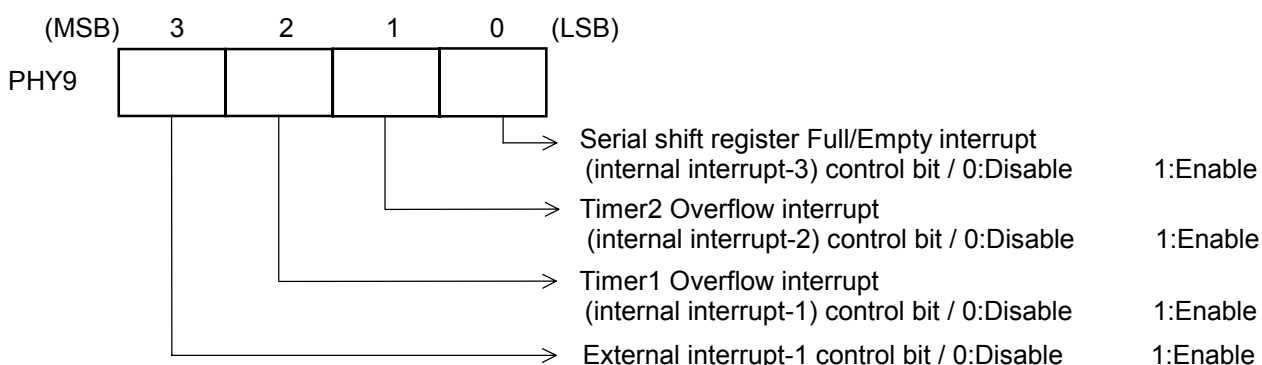 (MSB) 3 2 1 0 (LSB)
PHY9
Serial shift register Full/Empty interrupt
(internal interrupt-3) control bit / 0:Disable 1:Enable
Timer2 Overflow interrupt
(internal interrupt-2) control bit / 0:Disable 1:Enable
Timer1 Overflow interrupt
(internal interrupt-1) control bit / 0:Disable 1:Enable
External interrupt-1 control bit / 0:Disable 1:Enable